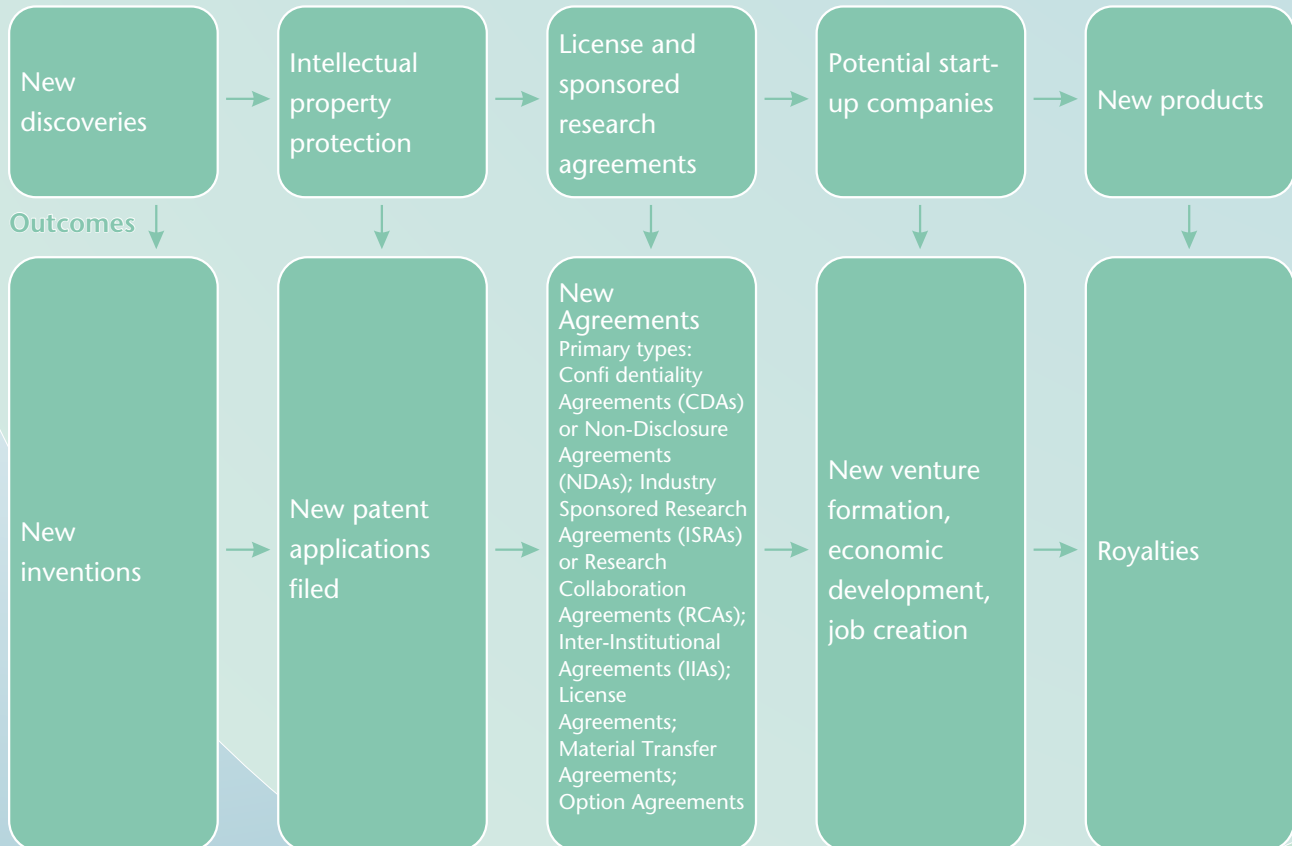 New
discoveries
Intellectual
property
protection
License and
sponsored
research
agreements
Potential start-
up companies
New products
Outcomes
New
inventions
New patent
applications
filed
New
Agreements
Primary types:
Confi dentiality
Agreements (CDAs)
or Non-Disclosure
Agreements
(NDAs); Industry
Sponsored Research
Agreements (ISRAs)
or Research
Collaboration
Agreements (RCAs);
Inter-Institutional
Agreements (IIAs);
License
Agreements;
Material Transfer
Agreements;
Option Agreements
New venture
formation,
economic
development,
job creation
Royalties